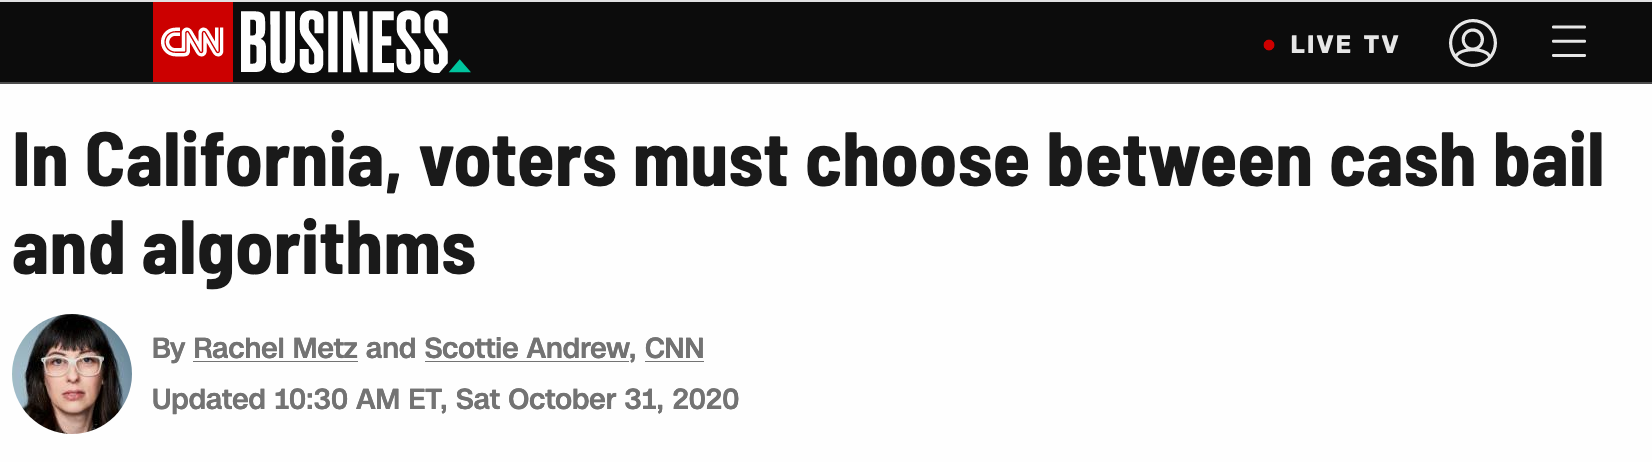 CNN BUSINESS
LIVE TV
In California, voters must choose between cash bail
and algorithms
By Rachel Metz and Scottie Andrew, CNN
Updated 10:30 AM ET, Sat October 31, 2020